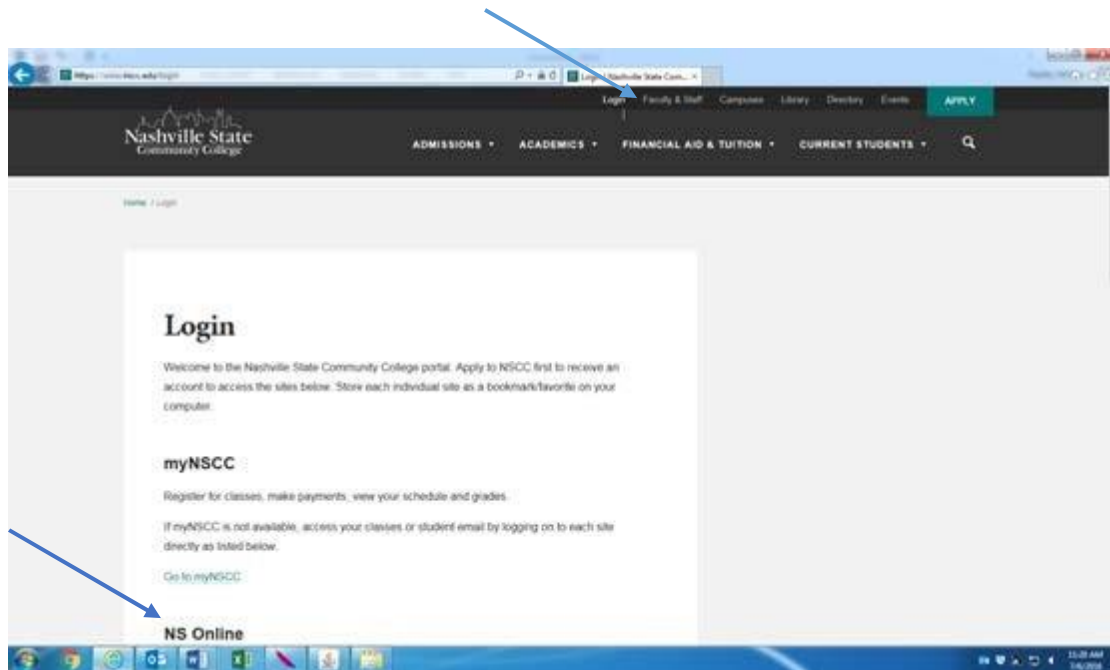 Login | Nashville State Com...
Login Faculty & Staff Campuses Library Directory Events APPLY
Nashville State
Community College
ADMISSIONS ACADEMICS FINANCIAL AID & TUITION CURRENT STUDENTS
Home / Login
Login
Welcome to the Nashville State Community College portal. Apply to NSCC first to receive an
account to access the sites below. Store each individual site as a bookmark/favorite on your
computer.
myNSCC
Register for classes, make payments, view your schedule and grades.
If myNSCC is not available, access your classes or student email by logging on to each site
directly as listed below.
Go to myNSCC
NS Online